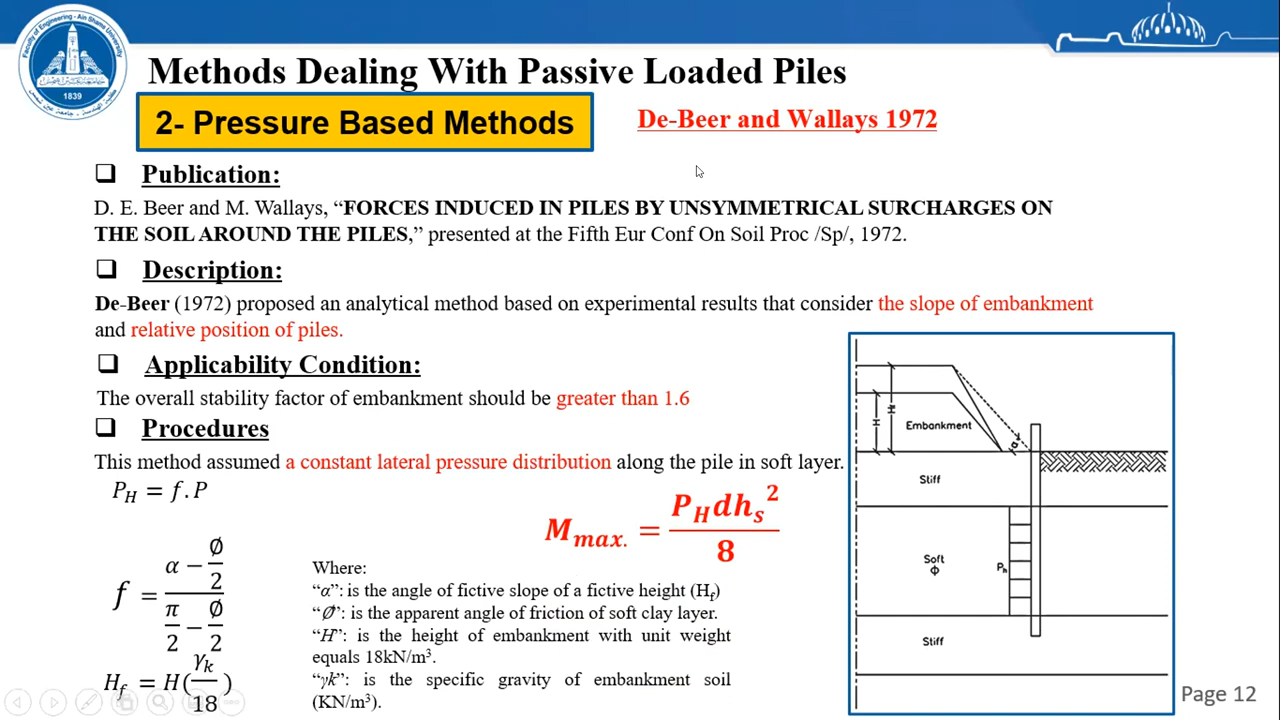 Faculty of Engineering - Ain Shams University
1839
Methods Dealing With Passive Loaded Piles
2- Pressure Based Methods
De-Beer and Wallays 1972
❑ Publication:
D. E. Beer and M. Wallays, “FORCES INDUCED IN PILES BY UNSYMMETRICAL SURCHARGES ON
THE SOIL AROUND THE PILES,” presented at the Fifth Eur Conf On Soil Proc /Sp/, 1972.
❑ Description:
De-Beer (1972) proposed an analytical method based on experimental results that consider the slope of embankment
and relative position of piles.
❑ Applicability Condition:
The overall stability factor of embankment should be greater than 1.6
❑ Procedures
This method assumed a constant lateral pressure distribution along the pile in soft layer.
P_H = f.P
M_max. = P_H d h_s^2 / 8
f = (α − Ø/2) / (π/2 − Ø/2)
H_f = H(γ_k/18)
Where:
“α”: is the angle of fictive slope of a fictive height (H_f)
“Ø”: is the apparent angle of friction of soft clay layer.
“H”: is the height of embankment with unit weight
equals 18kN/m³.
“γk”: is the specific gravity of embankment soil
(KN/m³).
H
Embankment
α
Stiff
Soft
Φ
P_h
Stiff
Page 12